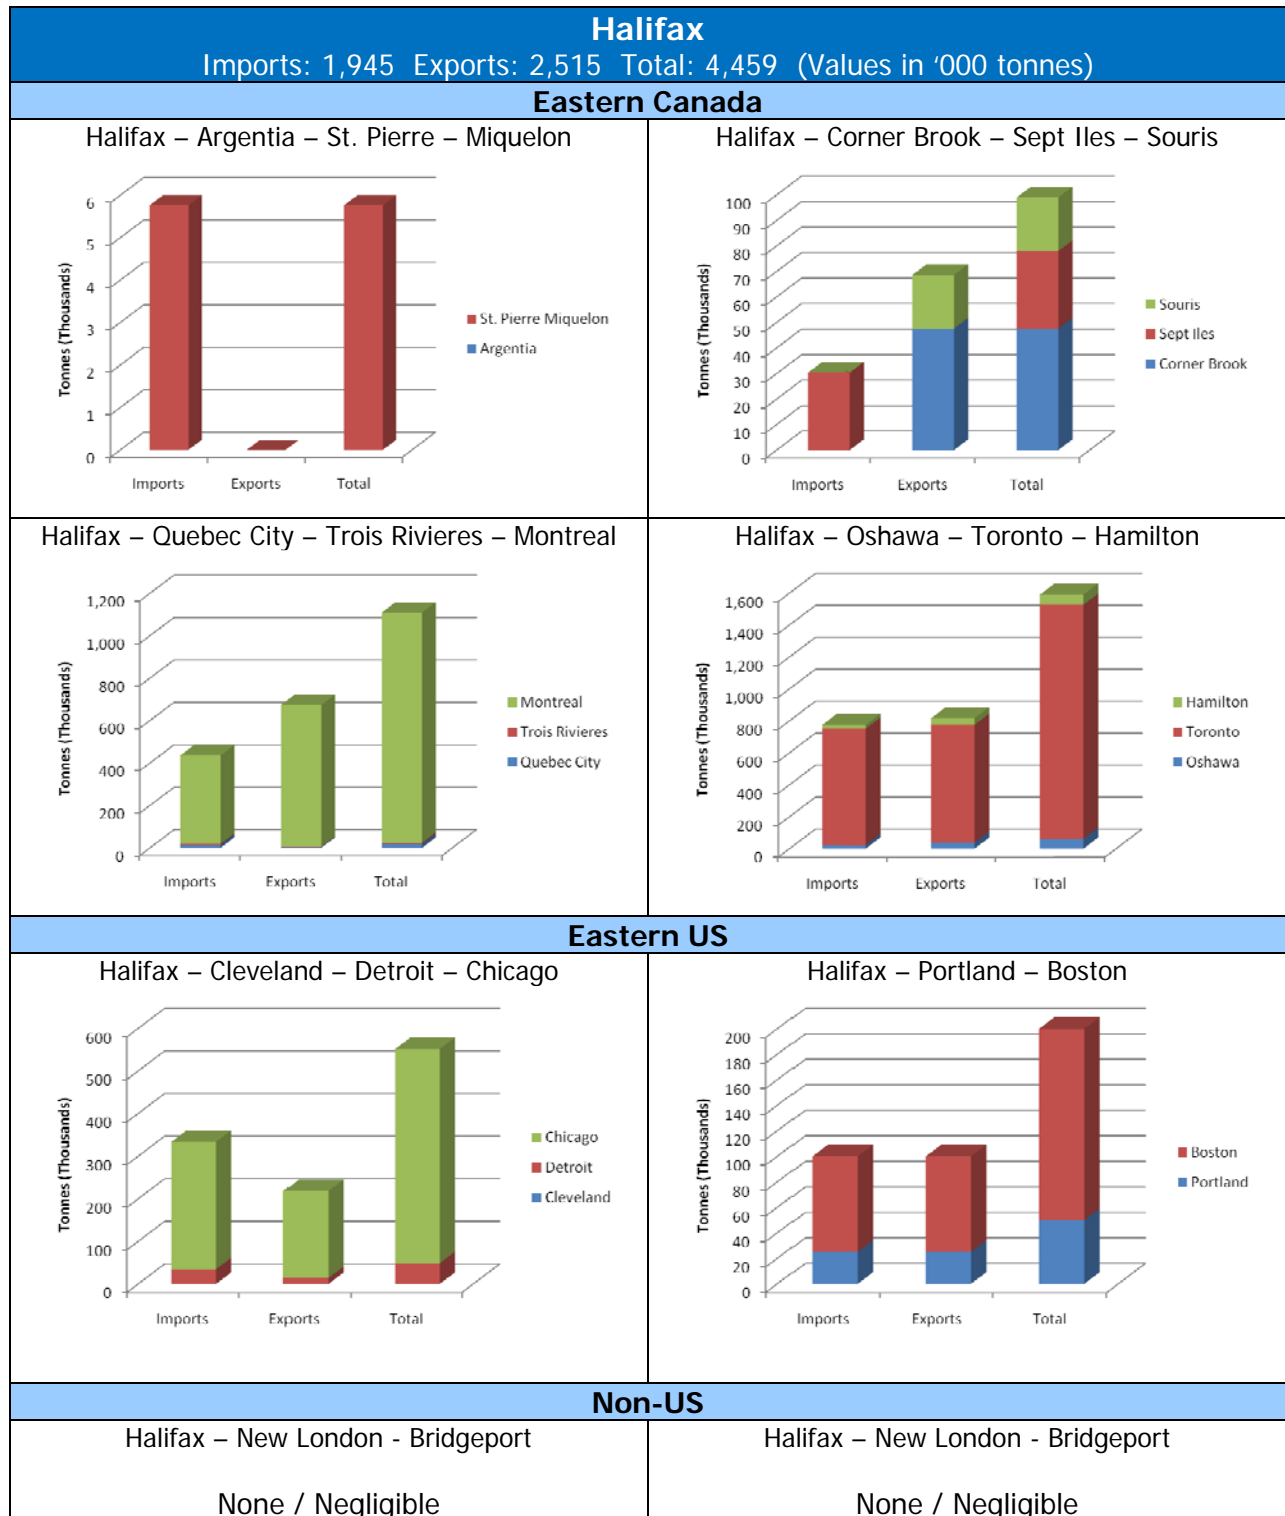 Halifax
Imports: 1,945 Exports: 2,515 Total: 4,459 (Values in ‘000 tonnes)
Eastern Canada
Halifax – Argentia – St. Pierre – Miquelon
Tonnes (Thousands)
6
5
4
3
2
1
0
Imports Exports Total
St. Pierre Miquelon
Argentia
Halifax – Corner Brook – Sept Iles – Souris
Tonnes (Thousands)
100
90
80
70
60
50
40
30
20
10
0
Imports Exports Total
Souris
Sept Iles
Corner Brook
Halifax – Quebec City – Trois Rivieres – Montreal
Tonnes (Thousands)
1,200
1,000
800
600
400
200
0
Imports Exports Total
Montreal
Trois Rivieres
Quebec City
Halifax – Oshawa – Toronto – Hamilton
Tonnes (Thousands)
1,600
1,400
1,200
1,000
800
600
400
200
0
Imports Exports Total
Hamilton
Toronto
Oshawa
Eastern US
Halifax – Cleveland – Detroit – Chicago
Tonnes (Thousands)
600
500
400
300
200
100
0
Imports Exports Total
Chicago
Detroit
Cleveland
Halifax – Portland – Boston
Tonnes (Thousands)
200
180
160
140
120
100
80
60
40
20
0
Imports Exports Total
Boston
Portland
Non-US
Halifax – New London - Bridgeport
None / Negligible
Halifax – New London - Bridgeport
None / Negligible